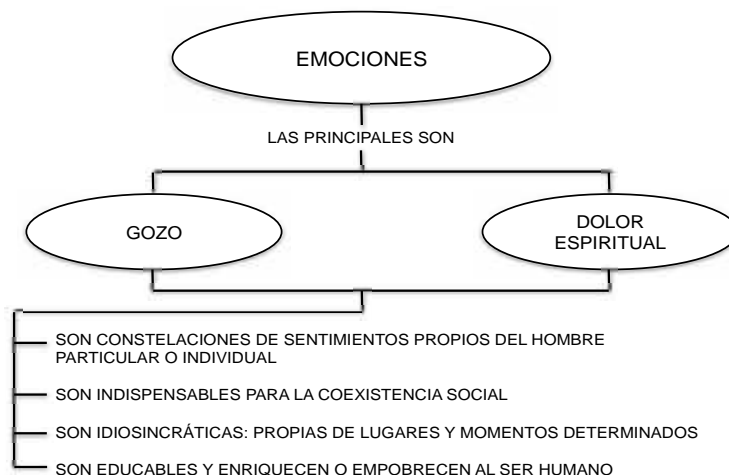 EMOCIONES
LAS PRINCIPALES SON
GOZO
DOLOR
ESPIRITUAL
SON CONSTELACIONES DE SENTIMIENTOS PROPIOS DEL HOMBRE
PARTICULAR O INDIVIDUAL
SON INDISPENSABLES PARA LA COEXISTENCIA SOCIAL
SON IDIOSINCRÁTICAS: PROPIAS DE LUGARES Y MOMENTOS DETERMINADOS
SON EDUCABLES Y ENRIQUECEN O EMPOBRECEN AL SER HUMANO